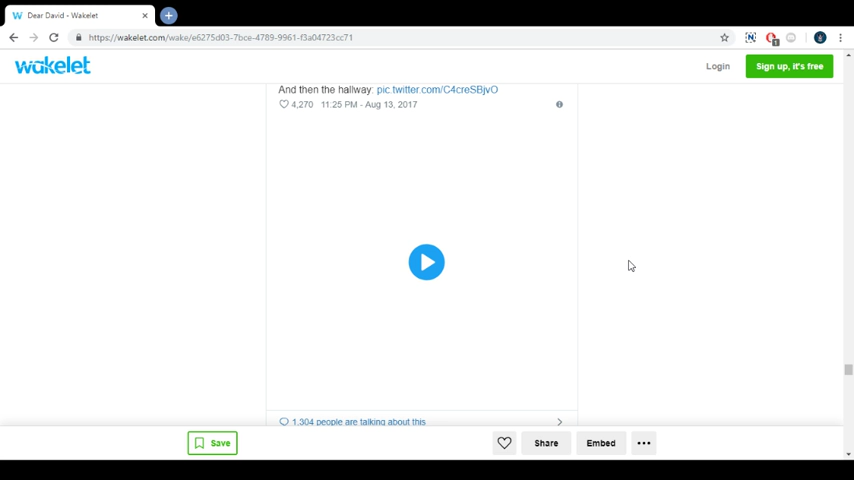 Dear David - Wakelet
https://wakelet.com/wake/e6275d03-7bce-4789-9961-f3a04723cc71
wakelet
Login
Sign up, it's free
And then the hallway: pic.twitter.com/C4creSBjvO
4,270 11:25 PM - Aug 13, 2017
1,304 people are talking about this
Save
Share
Embed